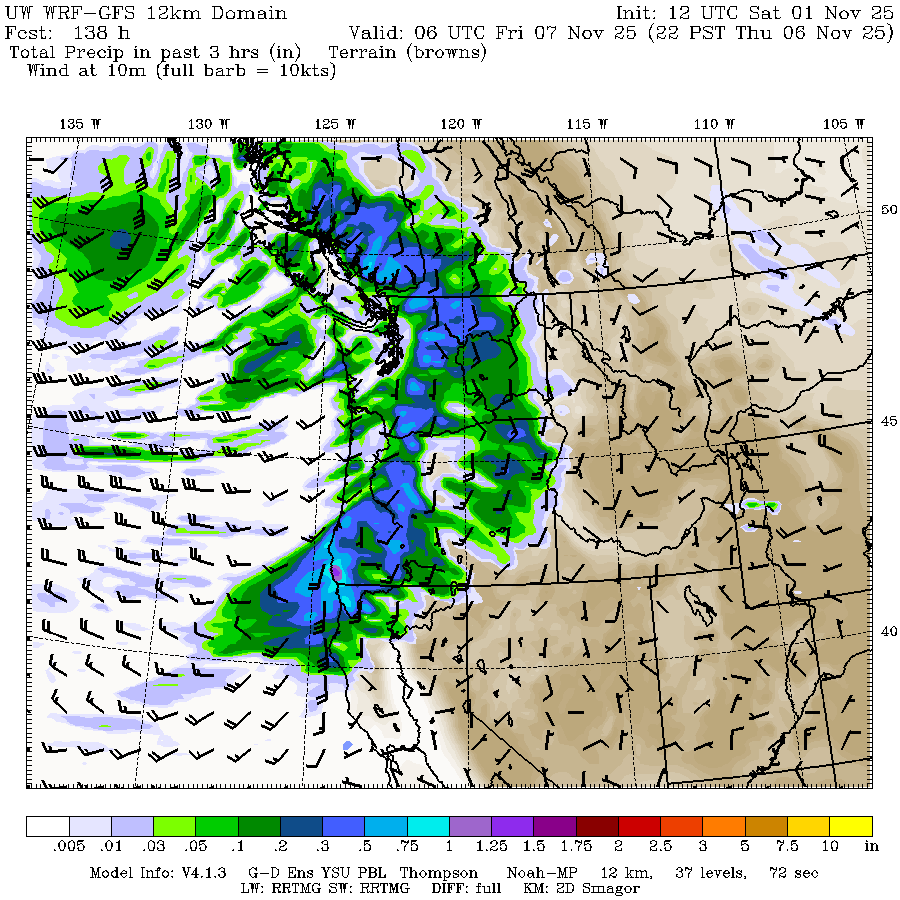 UW WRF-GFS 12km Domain Init: 12 UTC Sat 01 Nov 25
Fcst: 138 h Valid: 06 UTC Fri 07 Nov 25 (22 PST Thu 06 Nov 25)
Total Precip in past 3 hrs (in) Terrain (browns)
Wind at 10m (full barb = 10kts)
135 W 130 W 125 W 120 W 115 W 110 W 105 W
50
45
40
.005 .01 .03 .05 .1 .2 .3 .5 .75 1 1.25 1.5 1.75 2 2.5 3 5 7.5 10 in
Model Info: V4.1.3 G-D Ens YSU PBL Thompson Noah-MP 12 km, 37 levels, 72 sec
LW: RRTMG SW: RRTMG DIFF: full KM: 2D Smagor